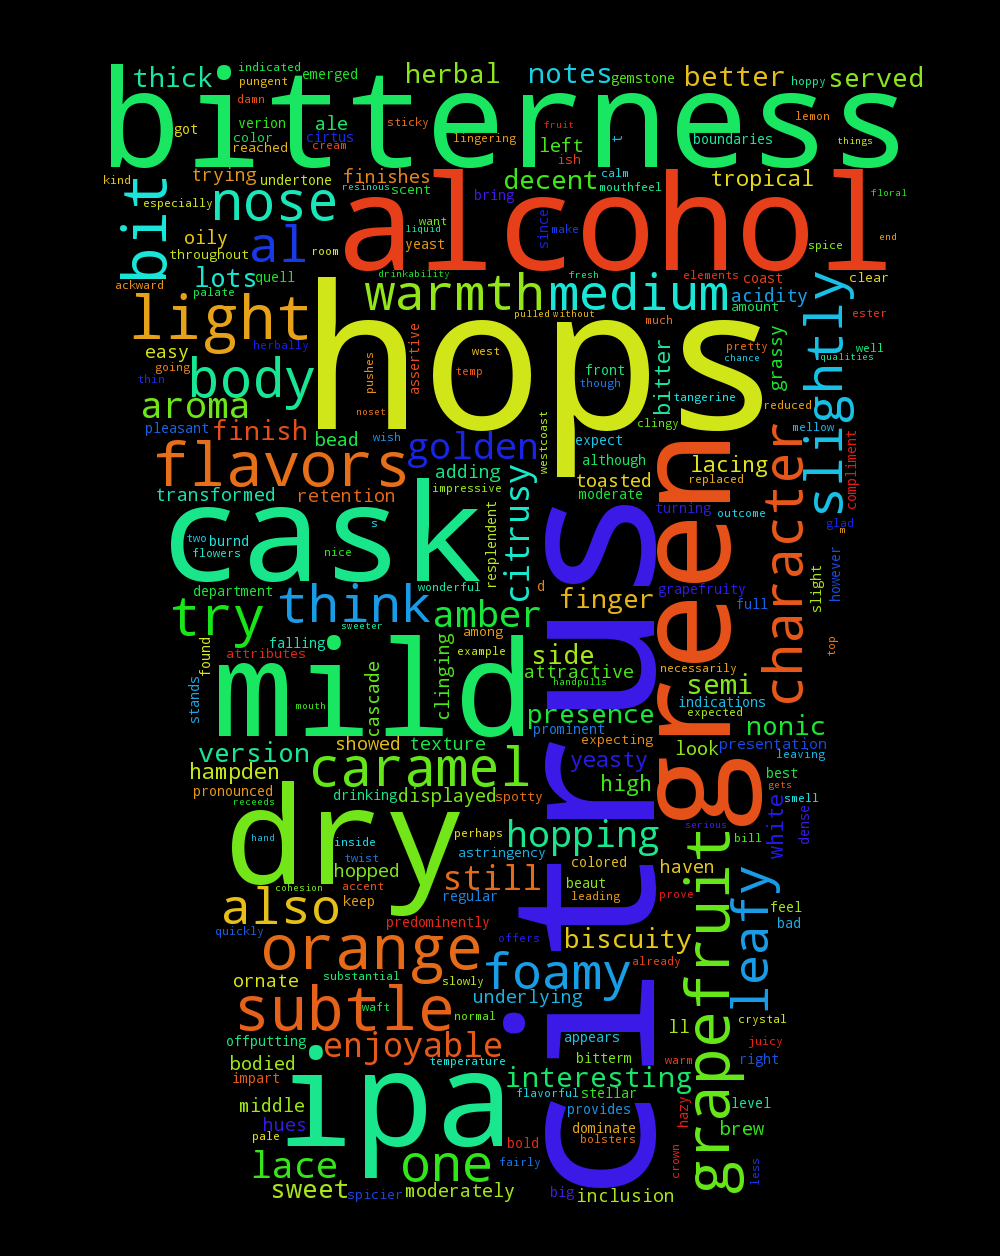 indicated
thick
pungent
emerged
herbal
notes
gemstone
better
hoppy
served
bitterness
damn
got
verion
color
reached
ale
cirtus
cream
sticky
lingering
fruit
left
ish
t
boundaries
lemon
things
kind
bit
trying
undertone
finishes
resinous
scent
especially
nose
alcohol
bring
decent
calm
mouthfeel
tropical
floral
oily
throughout
al
room
want
liquid
yeast
since
make
spice
end
ackward
lots
palate
quell
drinkability
warmth
fresh
medium
elements
coast
acidity
amount
clear
light
herbally
hops
pulled
without
much
slightly
ester
easy
going
thin
body
pushes
assertive
west
temp
front
though
bitter
pretty
chance
grassy
qualities
well
aroma
noset
tangerine
reduced
clingy
pleasant
finish
bead
wish
golden
westcoast
expect
mellow
compliment
flavors
adding
although
toasted
lacing
replaced
character
transformed
retention
impressive
moderate
cask
s
citrusy
resplendent
turning
outcome
glad
m
two
burnd
flowers
nice
green
citrus
department
wonderful
d
grapefruity
full
slight
however
try
think
sweeter
amber
finger
found
falling
attributes
among
example
side
attractive
handpulls
necessarily
top
stands
mild
mouth
cascade
clinging
semi
indications
expected
presence
prominent
nonic
version
showed
texture
expecting
look
presentation
leaving
hampden
pronounced
receeds
caramel
yeasty
high
best
gets
smell
drinking
displayed
spotty
dry
hand
inside
twist
hopped
perhaps
hopping
serious
bill
white
dense
astringency
colored
haven
cohesion
accent
keep
still
regular
beaut
leading
prove
grapefruit
leafy
feel
bad
also
quickly
predominently
offers
biscuity
orange
foamy
already
ornate
substantial
slowly
subtle
waft
normal
underlying
ll
crystal
offputting
enjoyable
appears
juicy
bodied
impart
temperature
bitterm
warm
right
ipa
interesting
flavorful
stellar
middle
hues
pale
provides
dominate
bolsters
hazy
level
brew
bold
fairly
crown
less
lace
one
sweet
spicier
moderately
big
inclusion